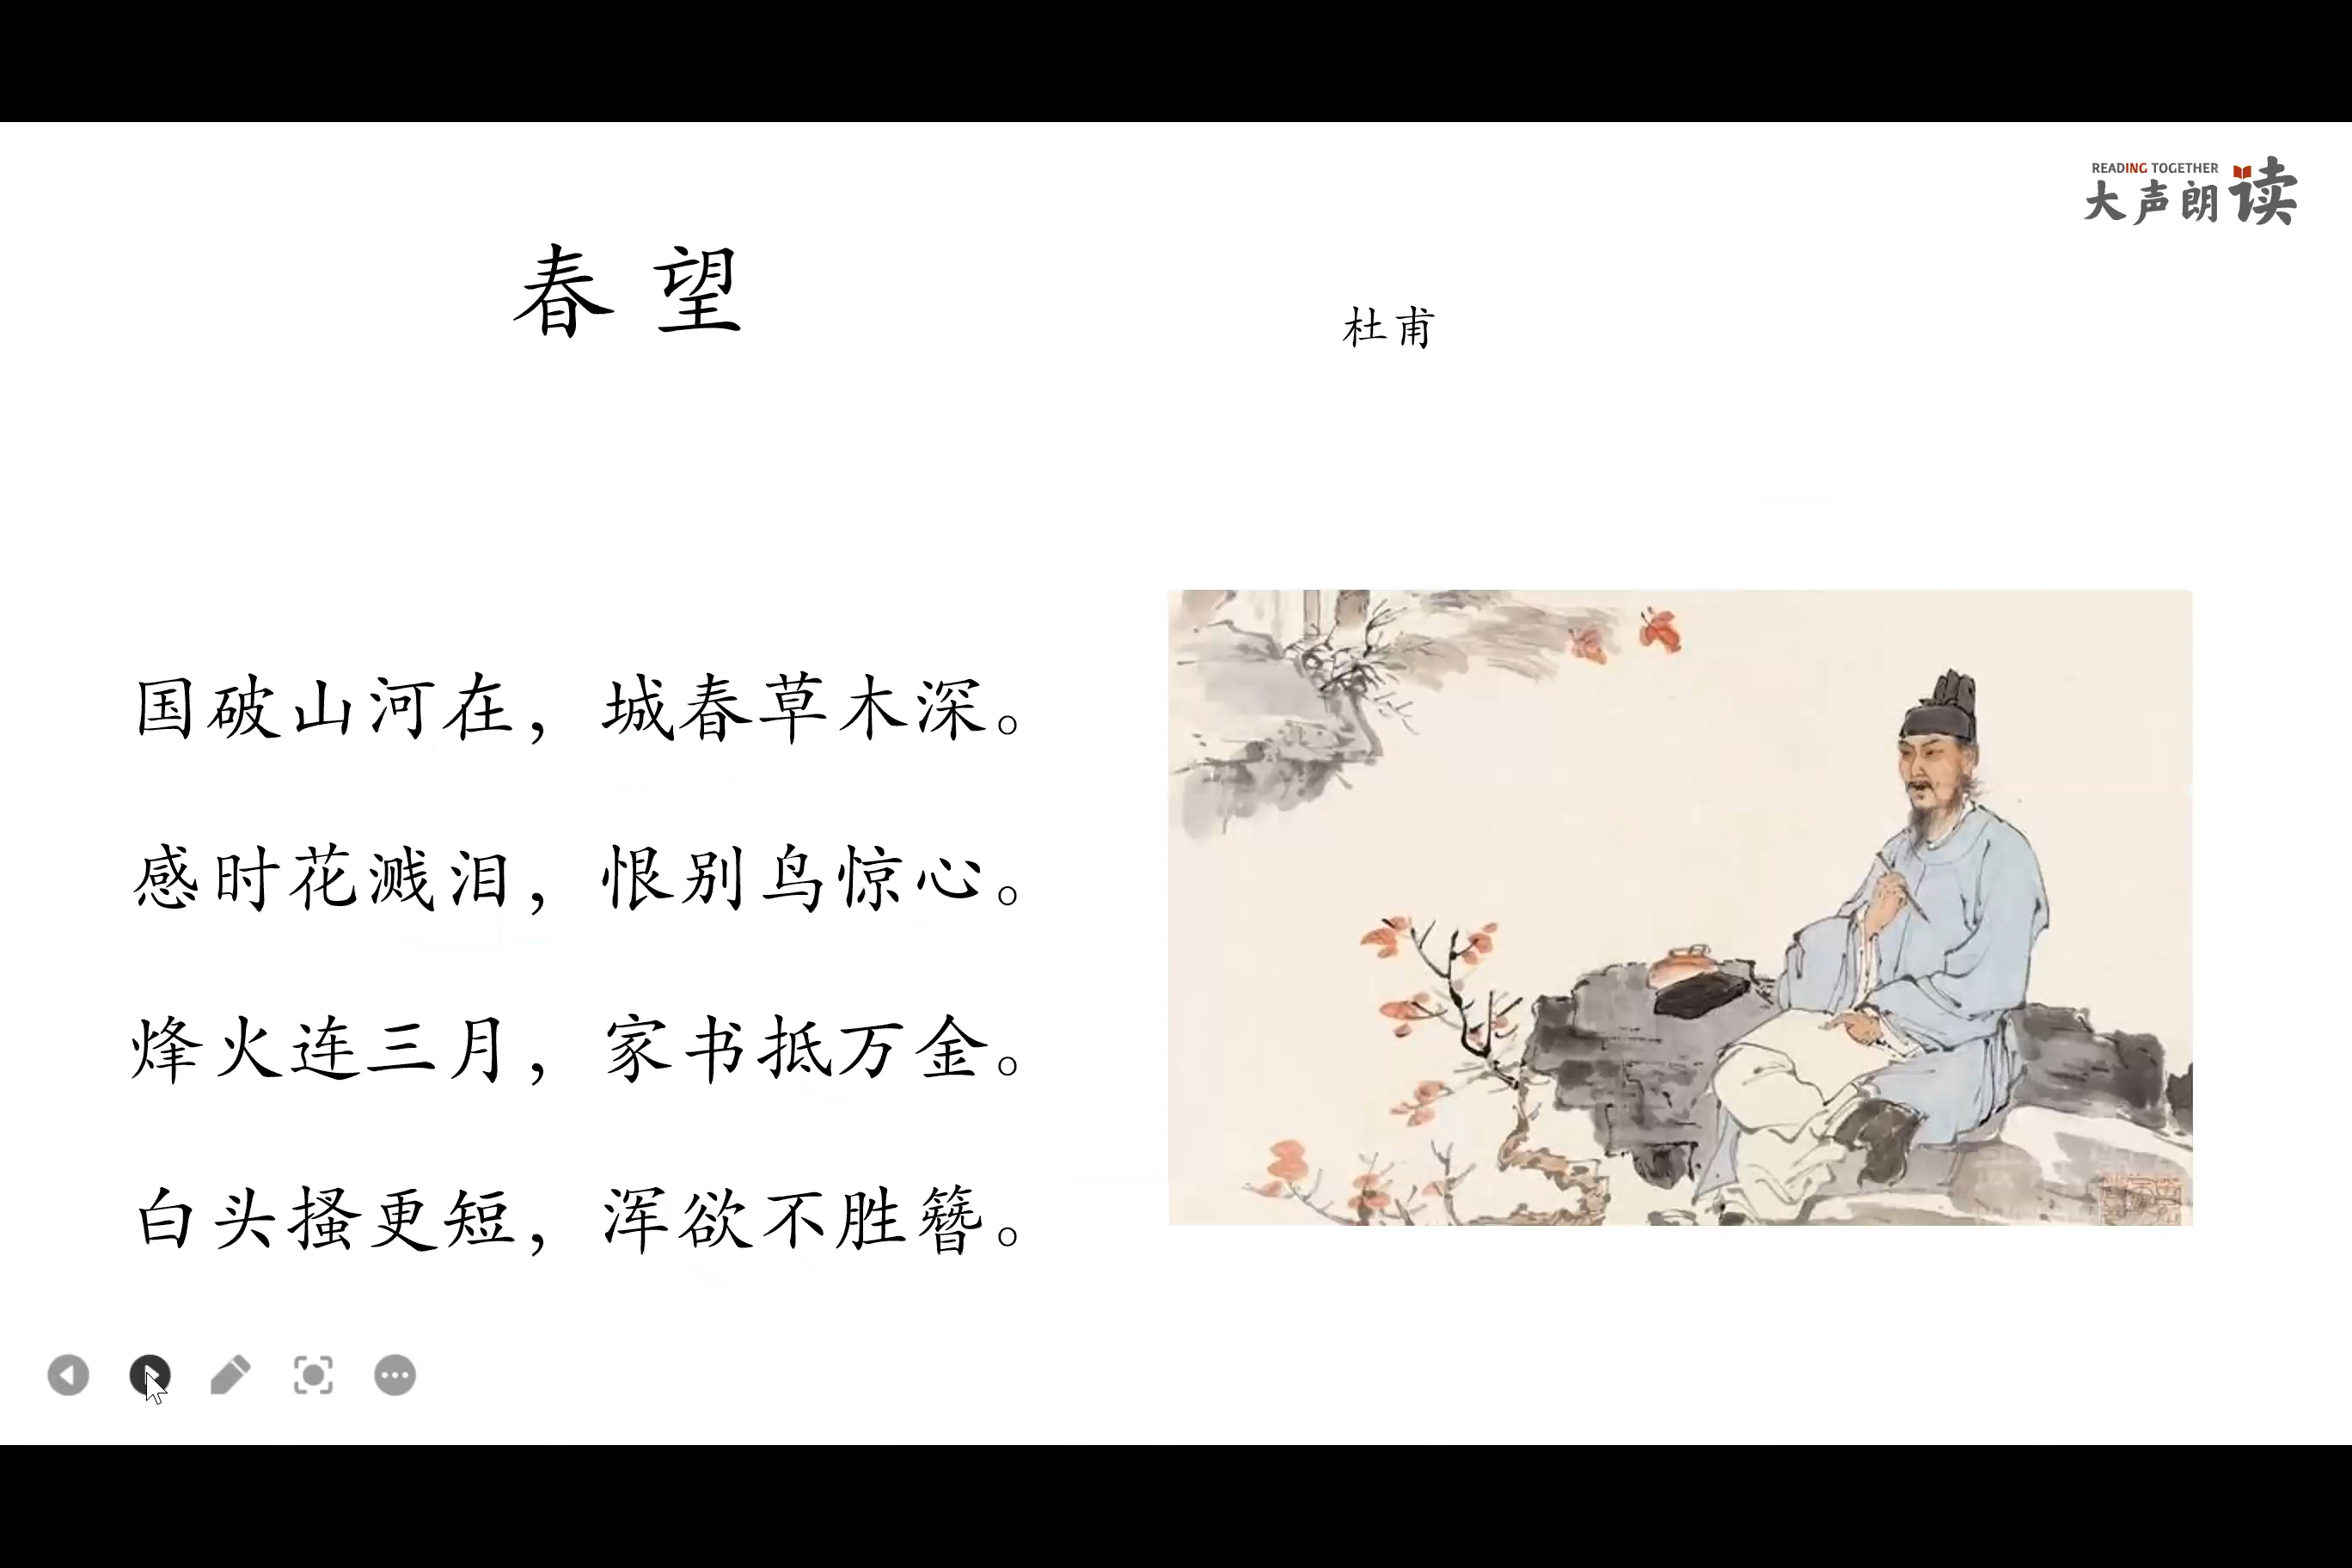 READING TOGETHER
大声朗读
春望
杜甫
国破山河在，城春草木深。
感时花溅泪，恨别鸟惊心。
烽火连三月，家书抵万金。
白头搔更短，浑欲不胜簪。